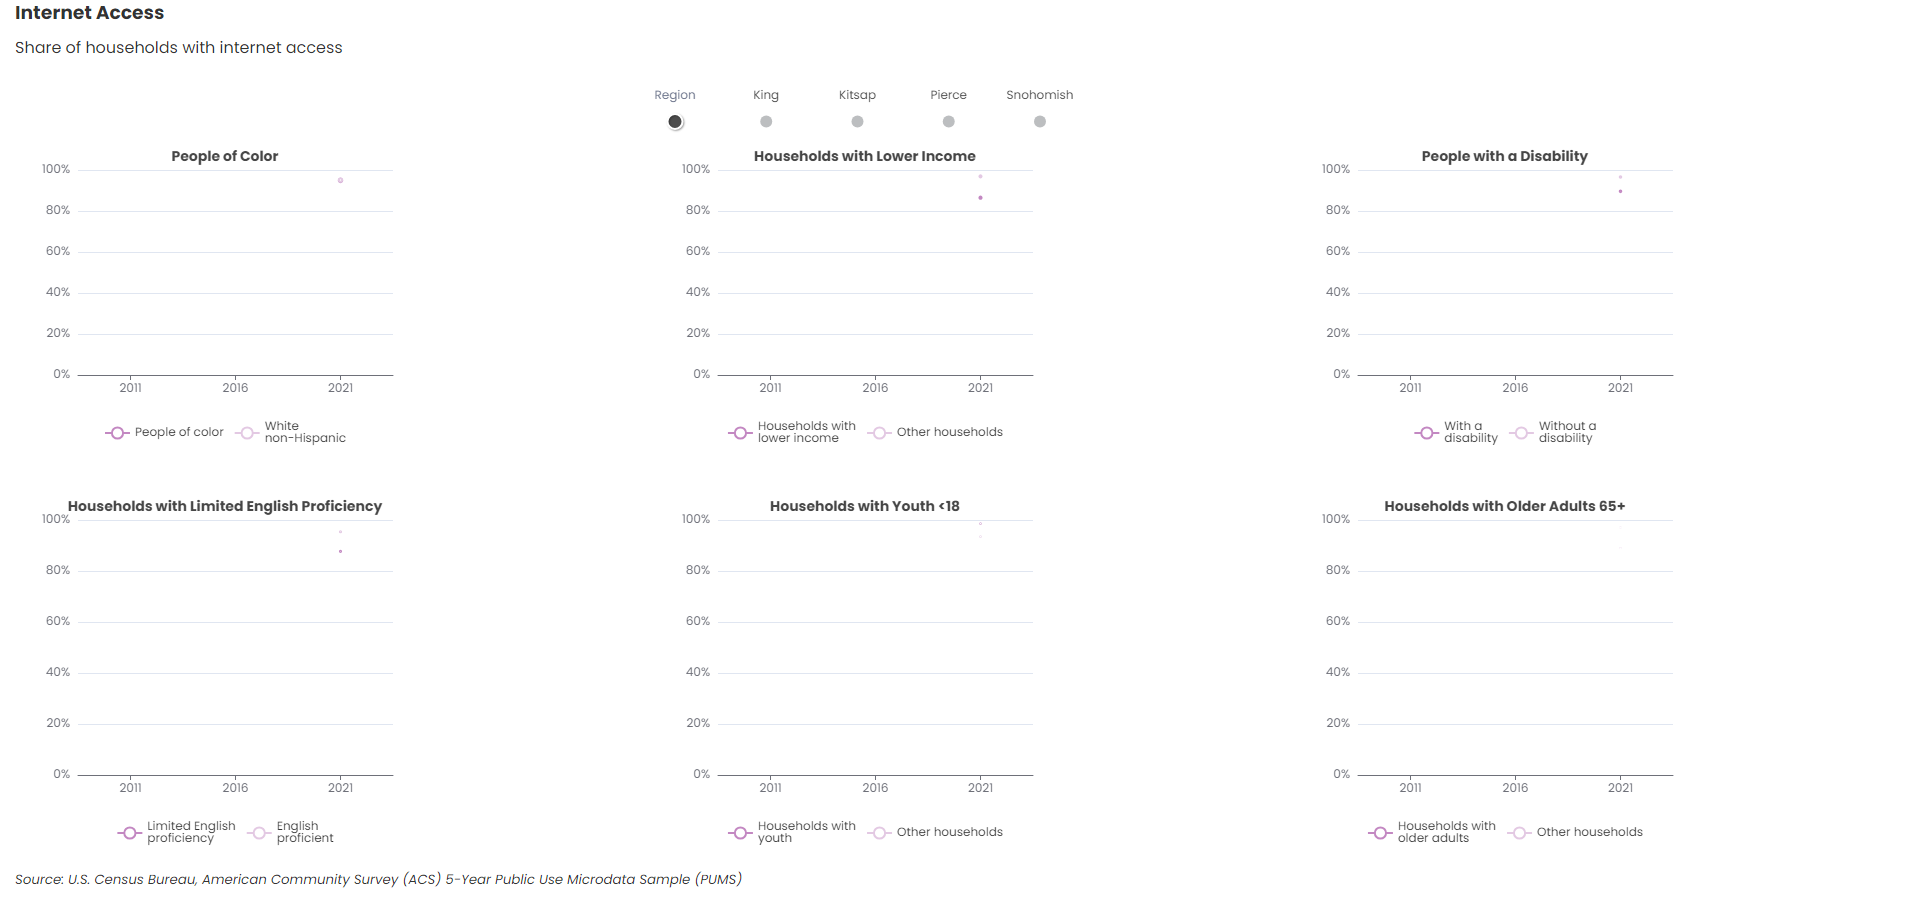 Internet Access
Share of households with internet access
Region King Kitsap Pierce Snohomish
People of Color
100%
80%
60%
40%
20%
0%
2011 2016 2021
People of color
White
non-Hispanic
Households with Lower Income
100%
80%
60%
40%
20%
0%
2011 2016 2021
Households with
lower income
Other households
People with a Disability
100%
80%
60%
40%
20%
0%
2011 2016 2021
With a
disability
Without a
disability
Households with Limited English Proficiency
100%
80%
60%
40%
20%
0%
2011 2016 2021
Limited English
proficiency
English
proficient
Households with Youth <18
100%
80%
60%
40%
20%
0%
2011 2016 2021
Households with
youth
Other households
Households with Older Adults 65+
100%
80%
60%
40%
20%
0%
2011 2016 2021
Households with
older adults
Other households
Source: U.S. Census Bureau, American Community Survey (ACS) 5-Year Public Use Microdata Sample (PUMS)